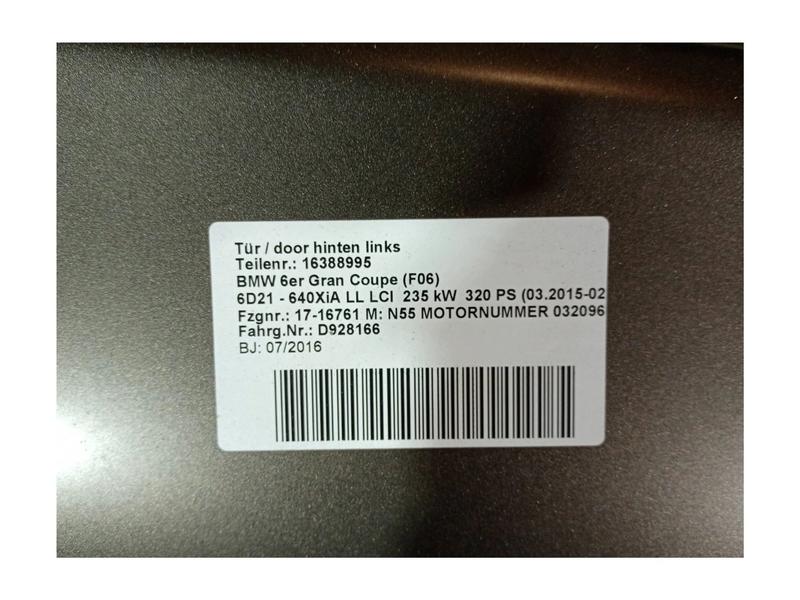 Tür / door hinten links
Teilenr.: 16388995
BMW 6er Gran Coupe (F06)
6D21 - 640XiA LL LCI 235 kW 320 PS (03.2015-02
Fzgnr.: 17-16761 M: N55 MOTORNUMMER 032096
Fahrg.Nr.: D928166
BJ: 07/2016